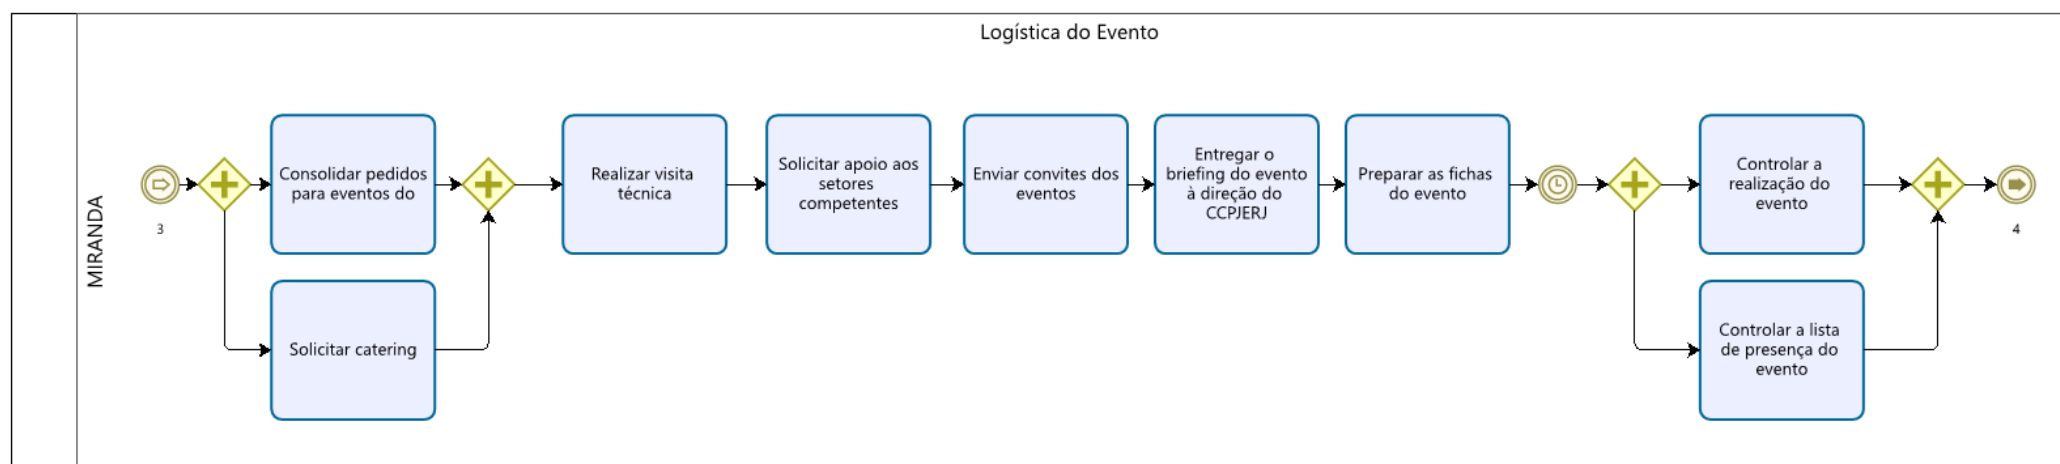 Logística do Evento
MIRANDA
3
Consolidar pedidos
para eventos do
Solicitar catering
Realizar visita
técnica
Solicitar apoio aos
setores
competentes
Enviar convites dos
eventos
Entregar o
briefing do evento
à direção do
CCPJERJ
Preparar as fichas
do evento
Controlar a
realização do
evento
Controlar a lista
de presença do
evento
4